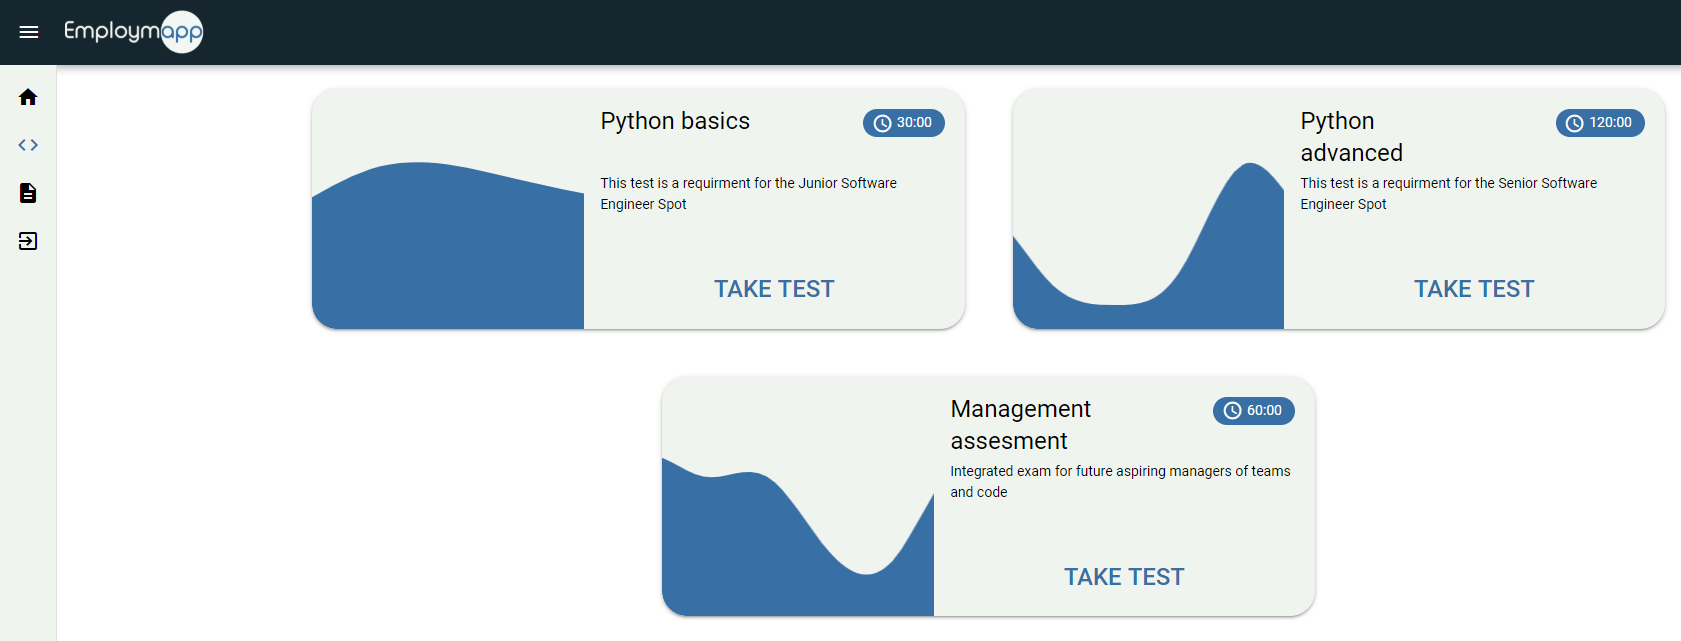 Employmapp
Python basics
30:00
This test is a requirment for the Junior Software
Engineer Spot
TAKE TEST
Python
advanced
120:00
This test is a requirment for the Senior Software
Engineer Spot
TAKE TEST
Management
assesment
60:00
Integrated exam for future aspiring managers of teams
and code
TAKE TEST